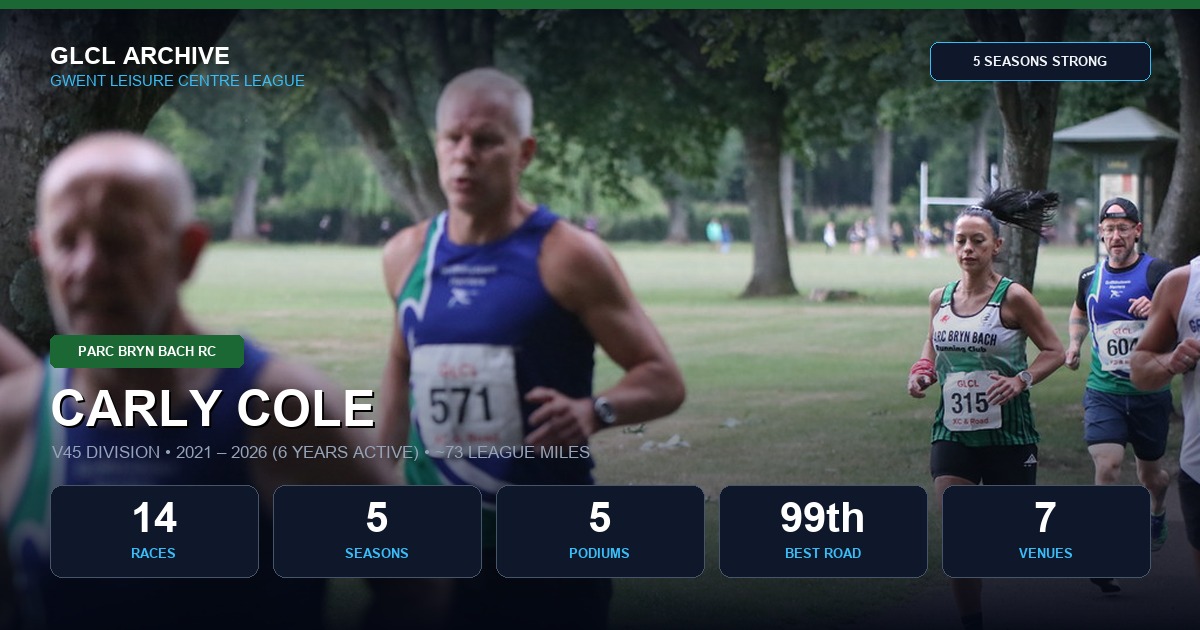 GLCL ARCHIVE
GWENT LEISURE CENTRE LEAGUE
5 SEASONS STRONG
PARC BRYN BACH
Running Club
GLCL
315
XC & Road
GLCL
604
GLCL
571
PARC BRYN BACH RC
CARLY COLE
V45 DIVISION • 2021 – 2026 (6 YEARS ACTIVE) • ~73 LEAGUE MILES
14
RACES
5
SEASONS
5
PODIUMS
99th
BEST ROAD
7
VENUES